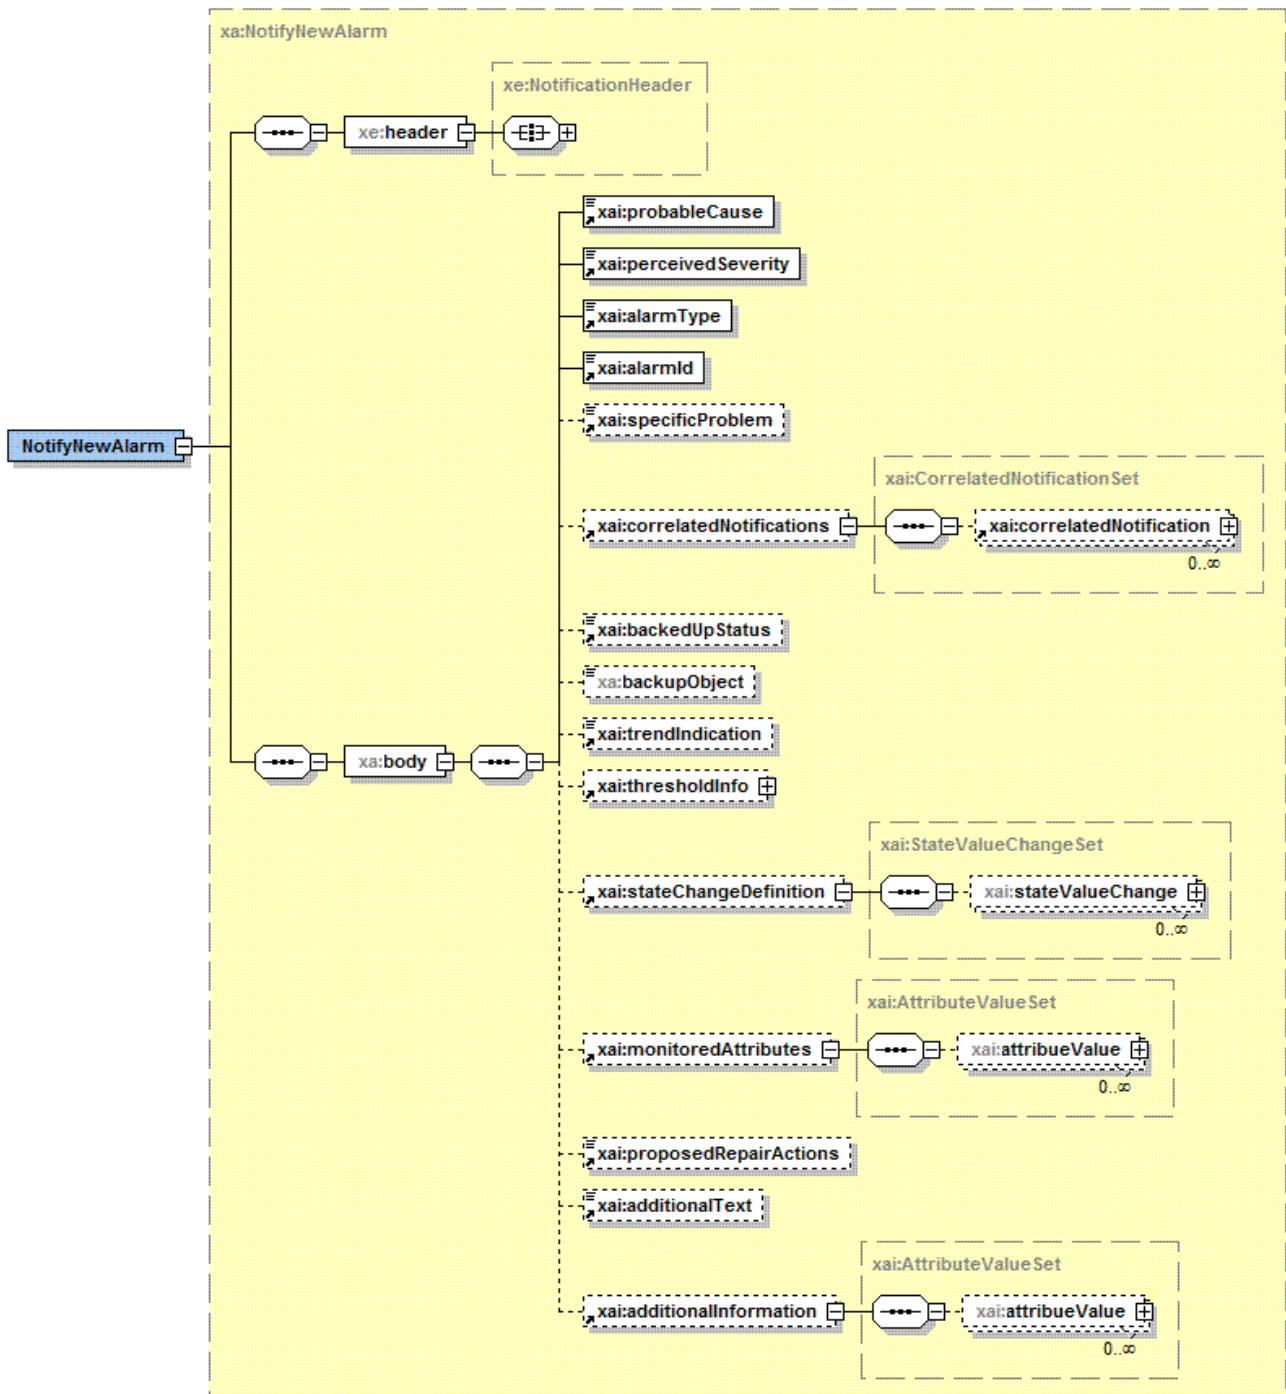 xa:NotifyNewAlarm
xe:NotificationHeader
xe:header
xai:probableCause
xai:perceivedSeverity
xai:alarmType
xai:alarmId
xai:specificProblem
NotifyNewAlarm
xai:CorrelatedNotificationSet
xai:correlatedNotifications
xai:correlatedNotification
0..∞
xai:backedUpStatus
xa:backupObject
xai:trendIndication
xa:body
xai:thresholdInfo
xai:StateValueChangeSet
xai:stateChangeDefinition
xai:stateValueChange
0..∞
xai:AttributeValueSet
xai:monitoredAttributes
xai:attribueValue
0..∞
xai:proposedRepairActions
xai:additionalText
xai:AttributeValueSet
xai:additionalInformation
xai:attribueValue
0..∞